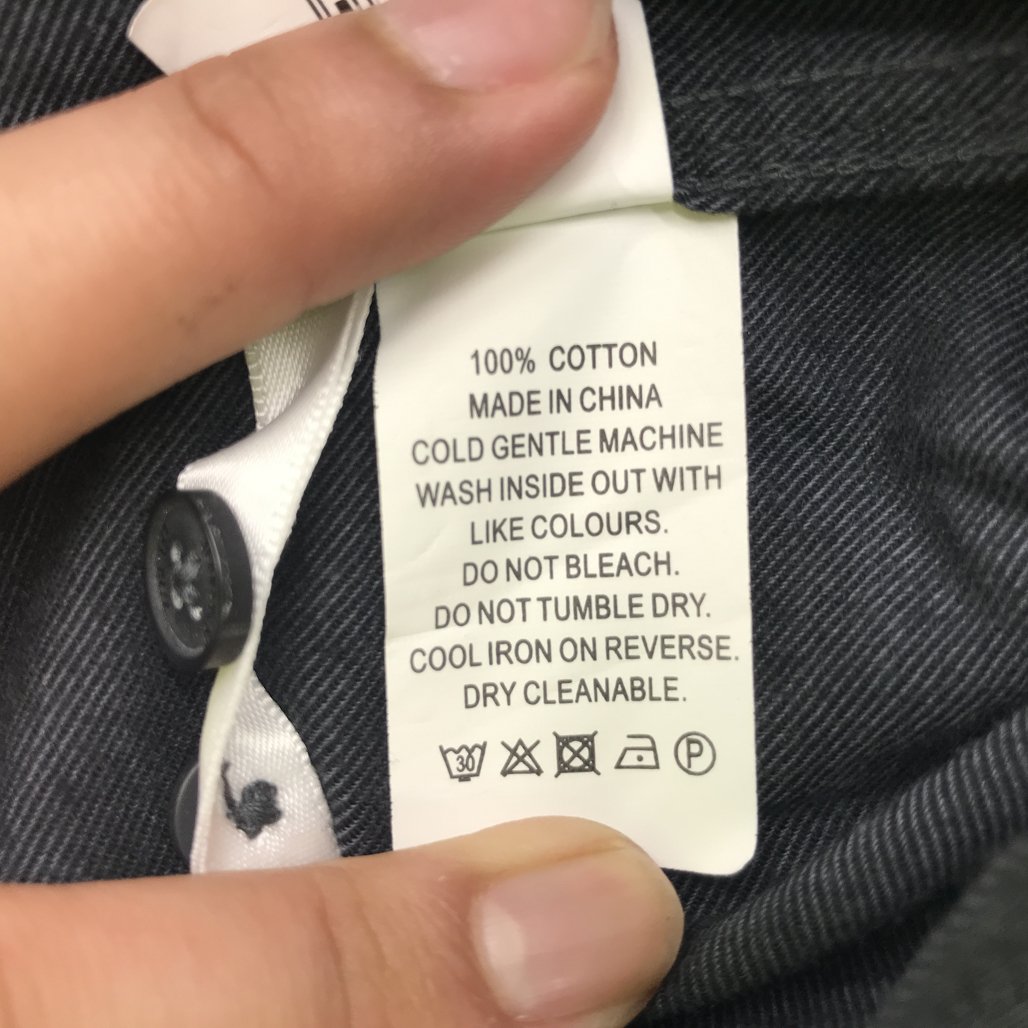 100% COTTON
MADE IN CHINA
COLD GENTLE MACHINE
WASH INSIDE OUT WITH
LIKE COLOURS.
DO NOT BLEACH.
DO NOT TUMBLE DRY.
COOL IRON ON REVERSE.
DRY CLEANABLE.
30 P